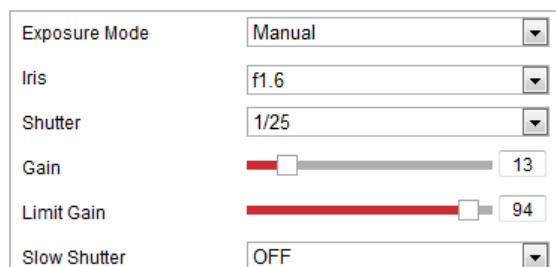 Exposure Mode Manual
Iris f1.6
Shutter 1/25
Gain 13
Limit Gain 94
Slow Shutter OFF